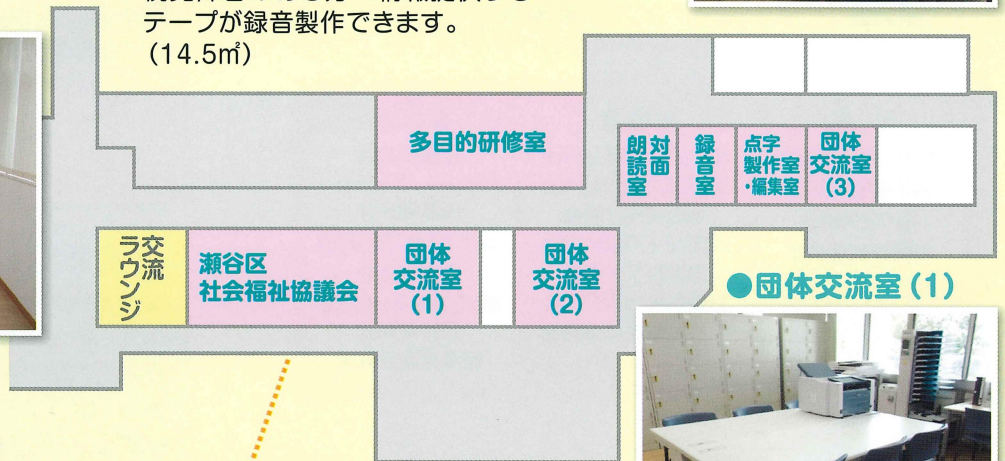 テープが録音製作できます。
(14.5㎡)
多目的研修室
対面
朗読室
録音室
点字
製作室
・編集室
団体
交流室
(3)
交流
ラウンジ
瀬谷区
社会福祉協議会
団体
交流室
(1)
団体
交流室
(2)
●団体交流室(1)